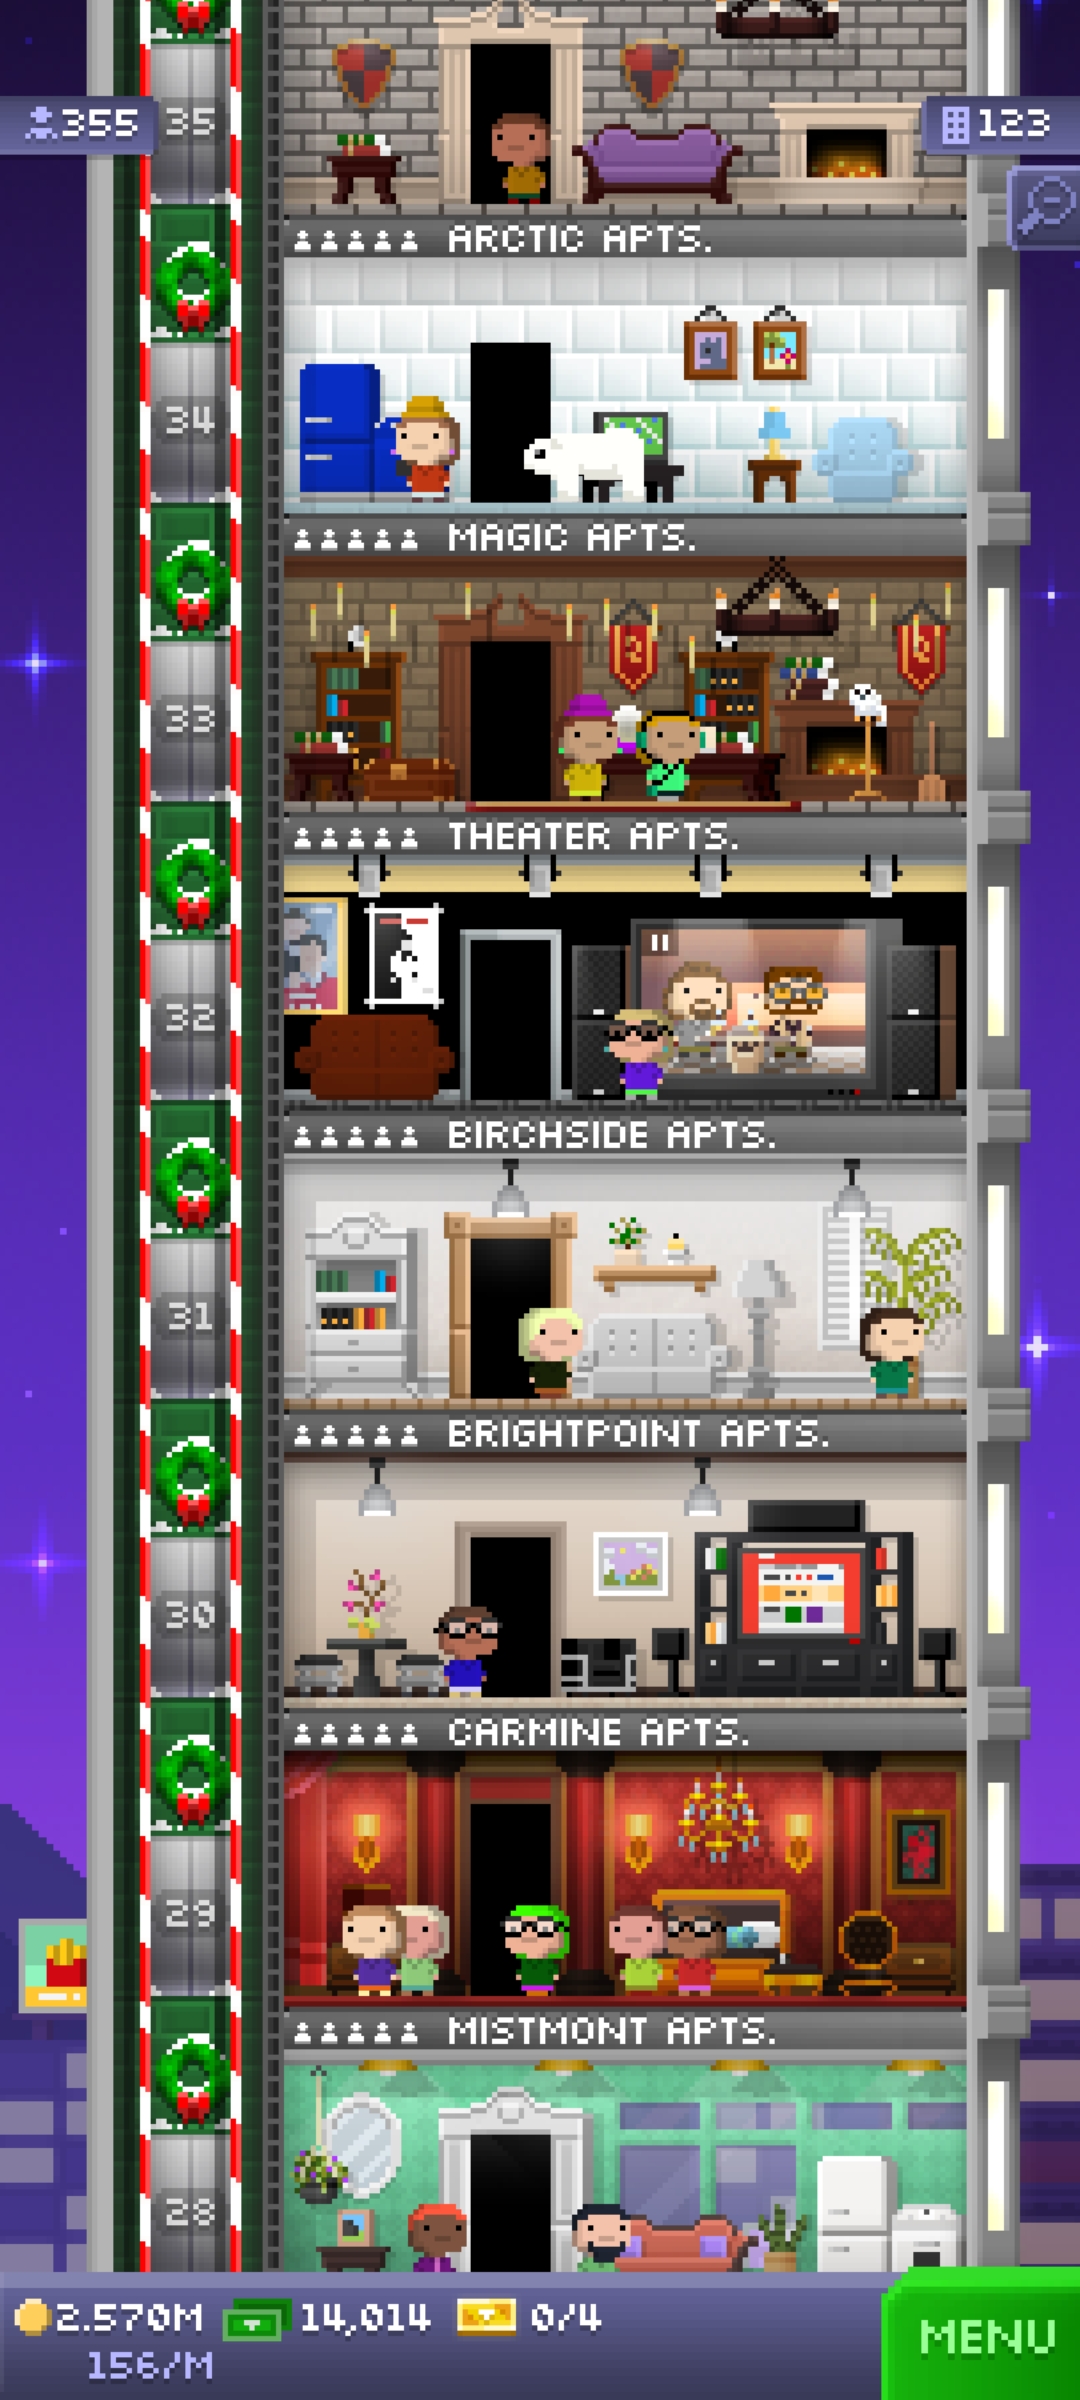 355
35
123
ARCTIC APTS.
34
MAGIC APTS.
33
THEATER APTS.
32
BIRCHSIDE APTS.
31
BRIGHTPOINT APTS.
30
CARMINE APTS.
29
MISTMONT APTS.
28
2.570M 14,014 0/4
156/M
MENU